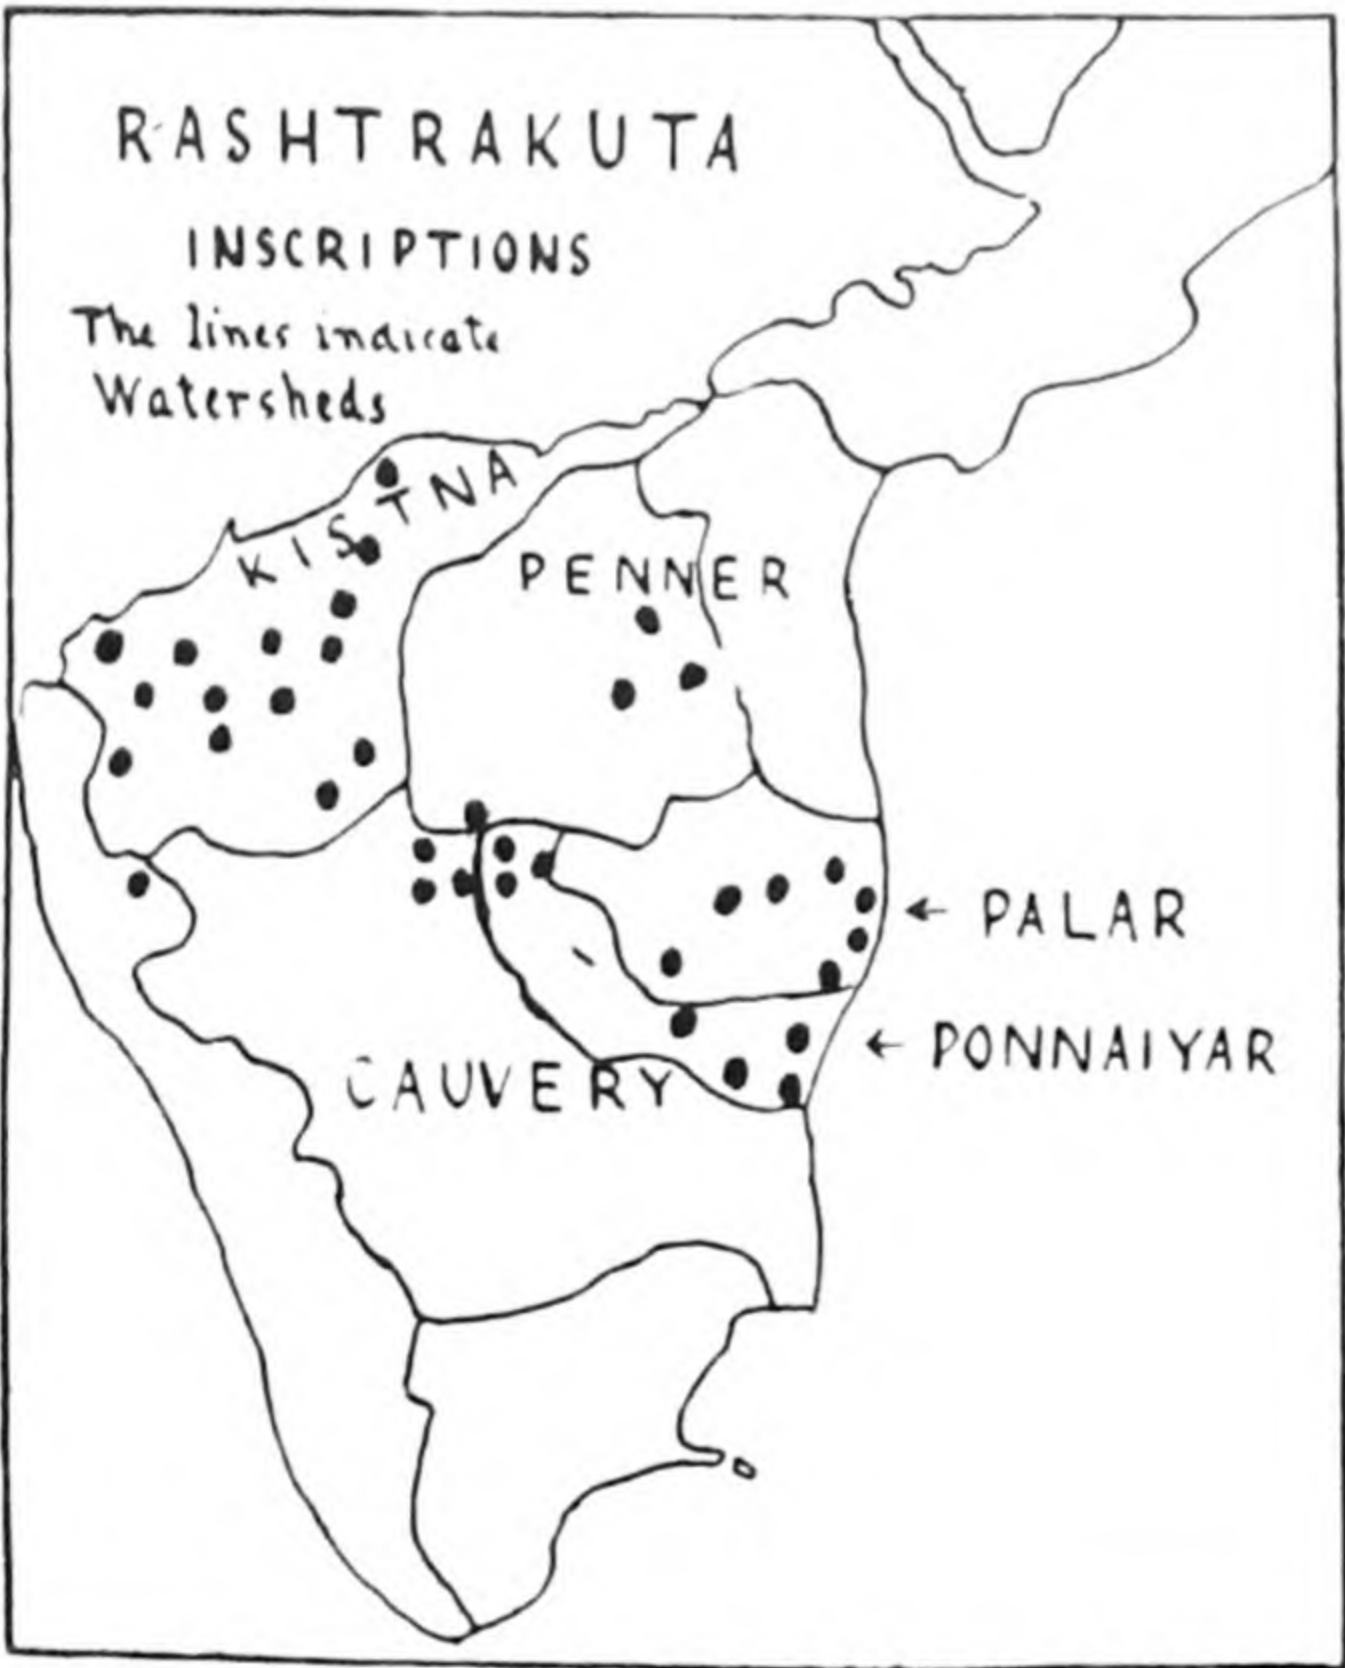 RASHTRAKUTA
INSCRIPTIONS
The lines indicate
Watersheds
KISTNA
PENNER
← PALAR
← PONNAIYAR
CAUVERY